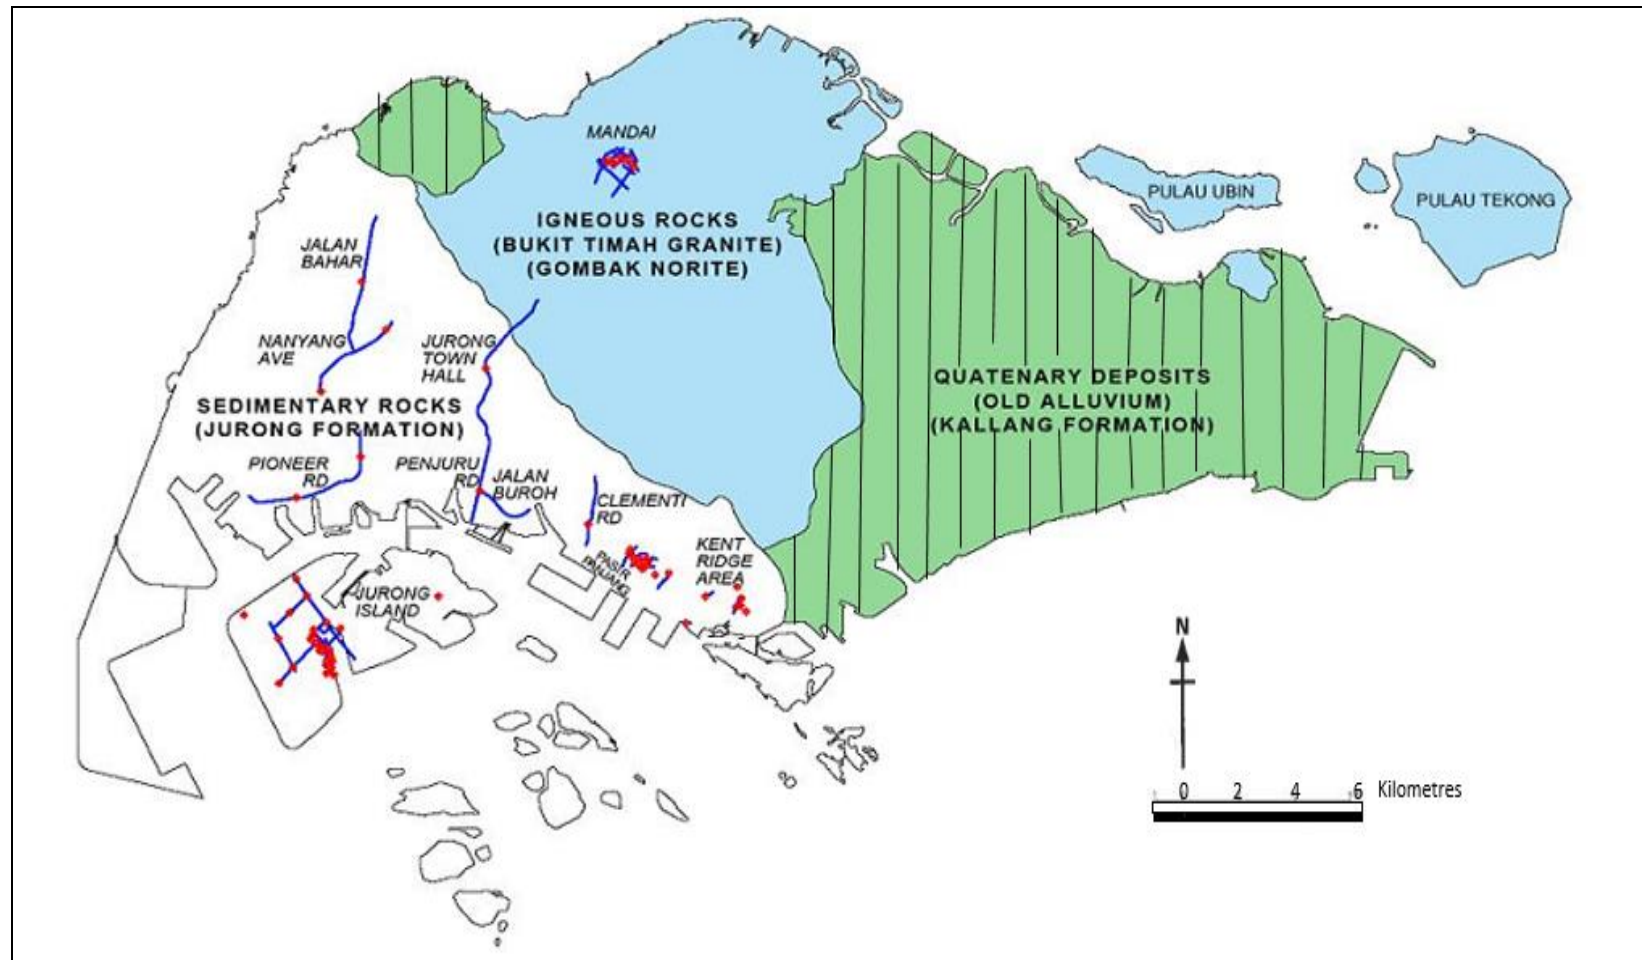 MANDAI
IGNEOUS ROCKS
(BUKIT TIMAH GRANITE)
(GOMBAK NORITE)
PULAU UBIN
PULAU TEKONG
JALAN
BAHAR
NANYANG
AVE
JURONG
TOWN
HALL
SEDIMENTARY ROCKS
(JURONG FORMATION)
QUATENARY DEPOSITS
(OLD ALLUVIUM)
(KALLANG FORMATION)
PIONEER
RD
PENJURU
RD
JALAN
BUROH
CLEMENTI
RD
PASIR
PANJANG
KENT
RIDGE
AREA
JURONG
ISLAND
N
0 2 4 6 Kilometres